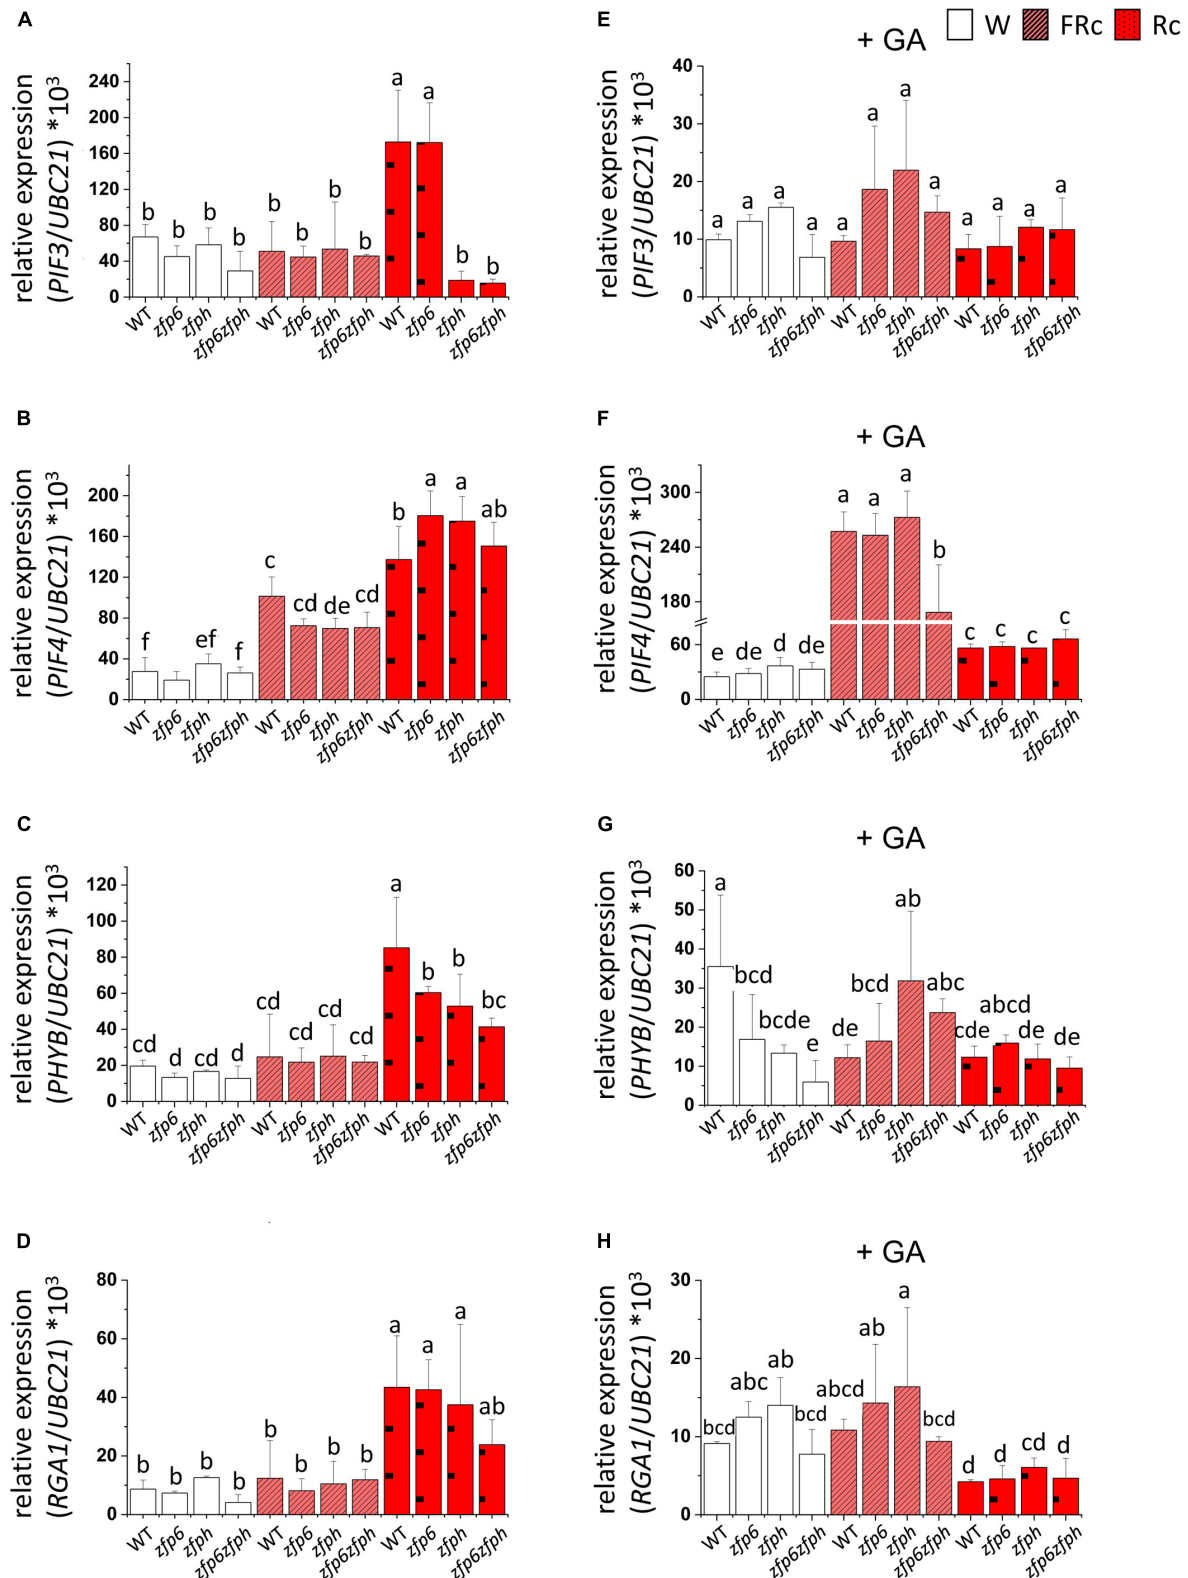 A
relative expression
(PIF3/UBC21) *10³
240
200
160
120
80
40
0
b b b b b b b b a a b b
WT zfp6 zfph zfp6zfph WT zfp6 zfph zfp6zfph WT zfp6 zfph zfp6zfph
E
+ GA
W FRc Rc
relative expression
(PIF3/UBC21) *10³
40
30
20
10
0
a a a a a a a a a a a a
WT zfp6 zfph zfp6zfph WT zfp6 zfph zfp6zfph WT zfp6 zfph zfp6zfph
B
relative expression
(PIF4/UBC21) *10³
200
160
120
80
40
0
f ef f c cd de cd b a a ab
WT zfp6 zfph zfp6zfph WT zfp6 zfph zfp6zfph WT zfp6 zfph zfp6zfph
F
+ GA
relative expression
(PIF4/UBC21) *10³
300
240
180
60
0
e de d de a a a b c c c c
WT zfp6 zfph zfp6zfph WT zfp6 zfph zfp6zfph WT zfp6 zfph zfp6zfph
C
relative expression
(PHYB/UBC21) *10³
120
100
80
60
40
20
0
cd d cd d cd cd cd cd a b b bc
WT zfp6 zfph zfp6zfph WT zfp6 zfph zfp6zfph WT zfp6 zfph zfp6zfph
G
+ GA
relative expression
(PHYB/UBC21) *10³
60
50
40
30
20
10
0
a bcd bcde e de bcd ab abc cde abcd de de
WT zfp6 zfph zfp6zfph WT zfp6 zfph zfp6zfph WT zfp6 zfph zfp6zfph
D
relative expression
(RGA1/UBC21) *10³
80
60
40
20
0
b b b b b b b b a a a ab
WT zfp6 zfph zfp6zfph WT zfp6 zfph zfp6zfph WT zfp6 zfph zfp6zfph
H
+ GA
relative expression
(RGA1/UBC21) *10³
30
20
10
0
bcd abc ab bcd abcd ab a bcd d d cd d
WT zfp6 zfph zfp6zfph WT zfp6 zfph zfp6zfph WT zfp6 zfph zfp6zfph